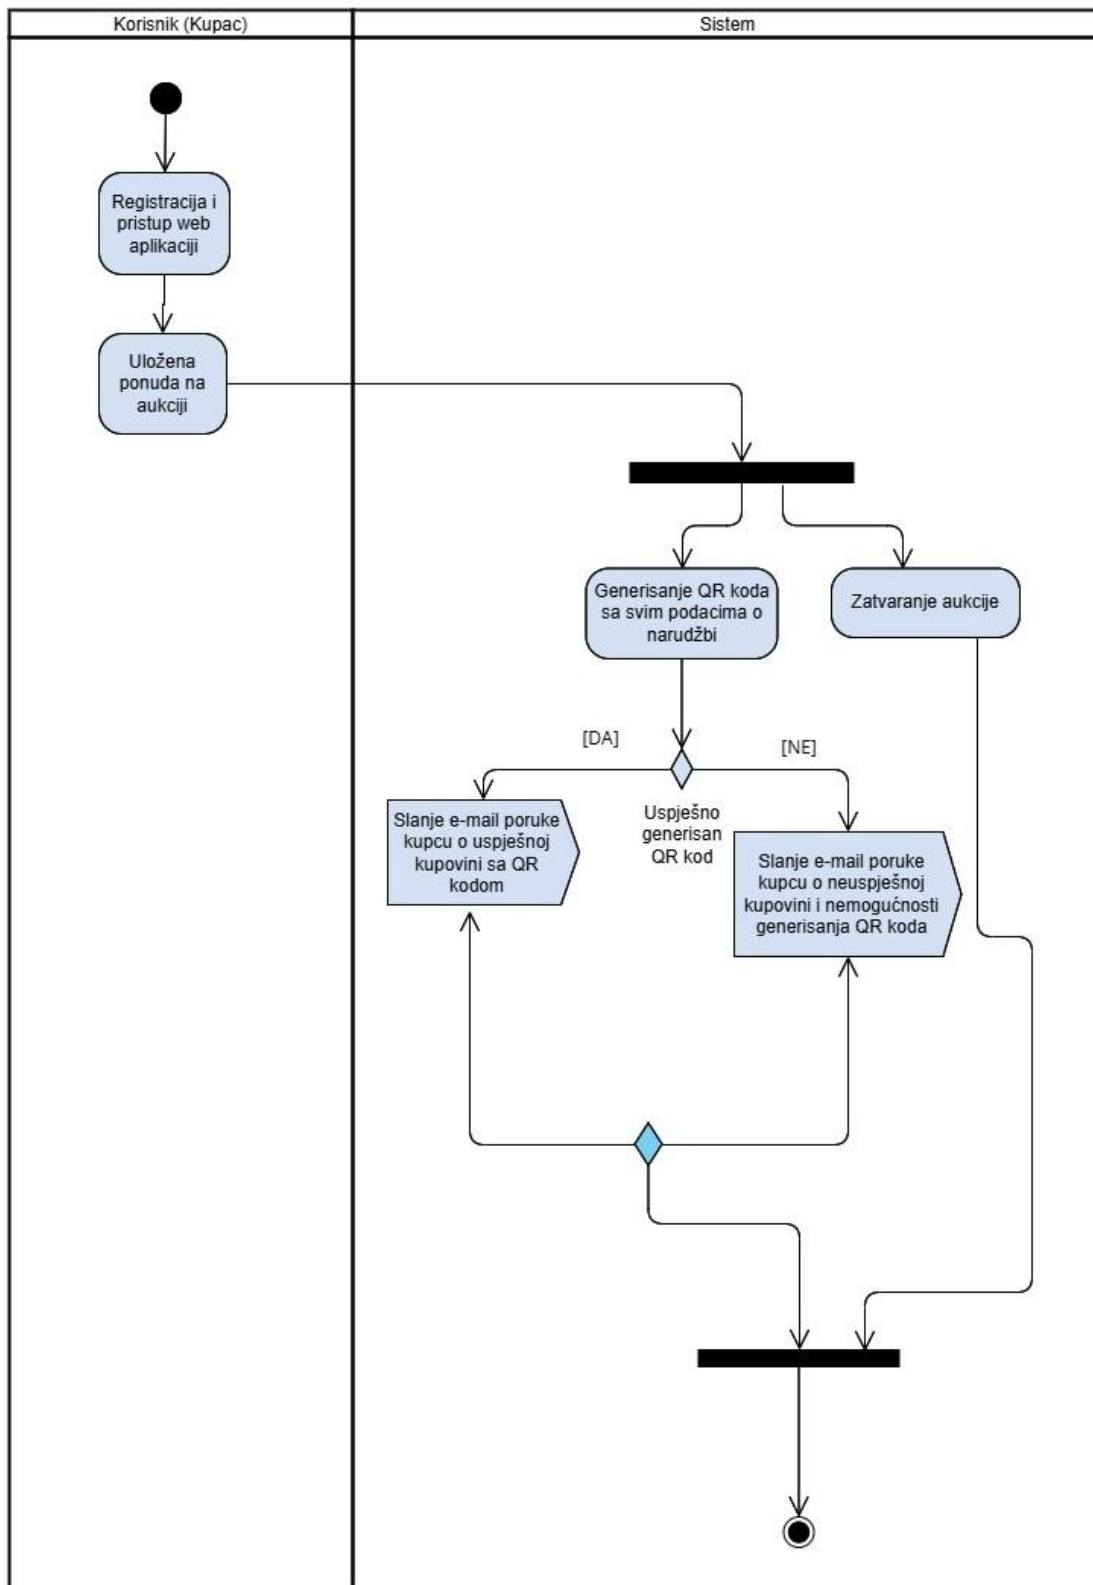 Korisnik (Kupac)
Sistem
Registracija i
pristup web
aplikaciji
Uložena
ponuda na
aukciji
Generisanje QR koda
sa svim podacima o
narudžbi
Zatvaranje aukcije
[DA]
[NE]
Uspješno
generisan
QR kod
Slanje e-mail poruke
kupcu o uspješnoj
kupovini sa QR
kodom
Slanje e-mail poruke
kupcu o neuspješnoj
kupovini i nemogućnosti
generisanja QR koda